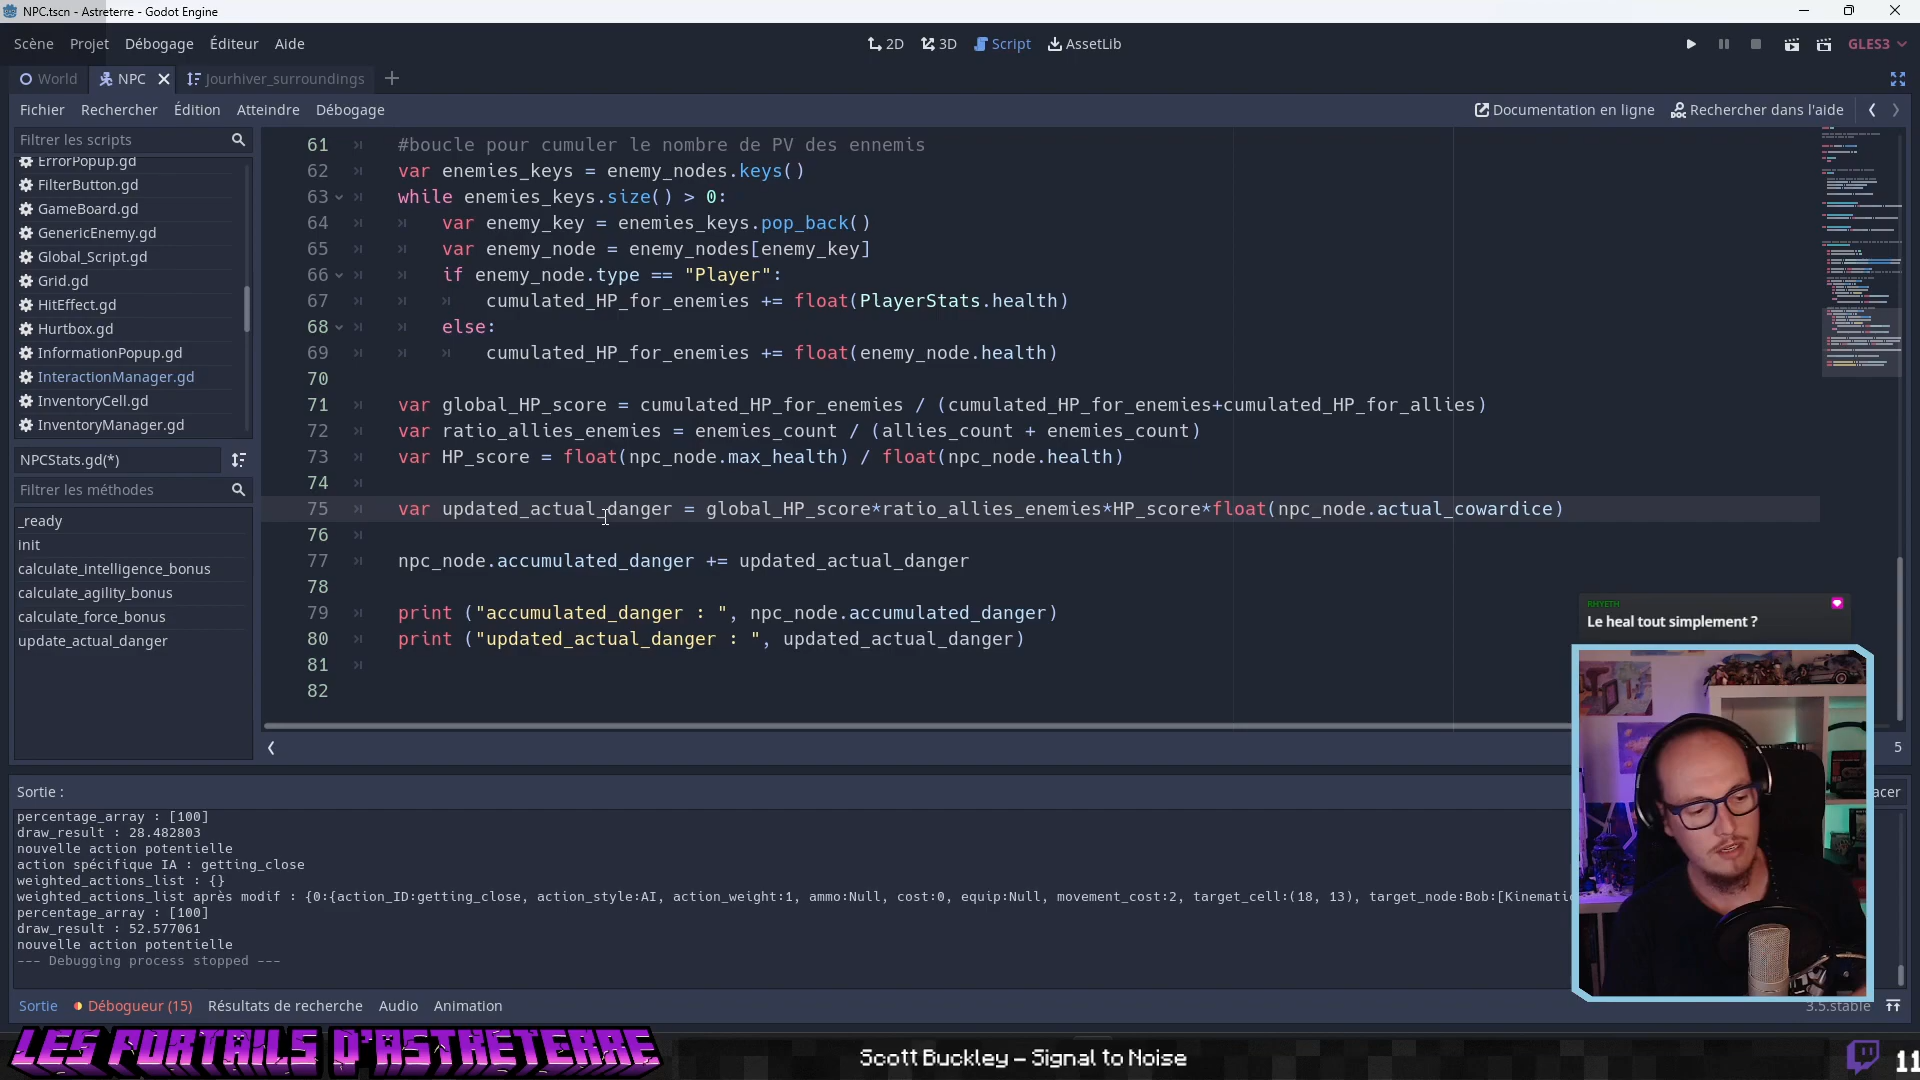 NPC.tscn - Astreterre - Godot Engine
Scène Projet Débogage Éditeur Aide
2D 3D Script AssetLib
GLES3
World NPC Jourhiver_surroundings
Fichier Rechercher Édition Atteindre Débogage
Documentation en ligne Rechercher dans l'aide
Filtrer les scripts
ErrorPopup.gd
FilterButton.gd
GameBoard.gd
GenericEnemy.gd
Global_Script.gd
Grid.gd
HitEffect.gd
Hurtbox.gd
InformationPopup.gd
InteractionManager.gd
InventoryCell.gd
InventoryManager.gd
NPCStats.gd(*)
Filtrer les méthodes
_ready
init
calculate_intelligence_bonus
calculate_agility_bonus
calculate_force_bonus
update_actual_danger
61 #boucle pour cumuler le nombre de PV des ennemis
62 var enemies_keys = enemy_nodes.keys()
63 while enemies_keys.size() > 0:
64 var enemy_key = enemies_keys.pop_back()
65 var enemy_node = enemy_nodes[enemy_key]
66 if enemy_node.type == "Player":
67 cumulated_HP_for_enemies += float(PlayerStats.health)
68 else:
69 cumulated_HP_for_enemies += float(enemy_node.health)
70
71 var global_HP_score = cumulated_HP_for_enemies / (cumulated_HP_for_enemies+cumulated_HP_for_allies)
72 var ratio_allies_enemies = enemies_count / (allies_count + enemies_count)
73 var HP_score = float(npc_node.max_health) / float(npc_node.health)
74
75 var updated_actual_danger = global_HP_score*ratio_allies_enemies*HP_score*float(npc_node.actual_cowardice)
76
77 npc_node.accumulated_danger += updated_actual_danger
78
79 print ("accumulated_danger : ", npc_node.accumulated_danger)
80 print ("updated_actual_danger : ", updated_actual_danger)
81
82
RHYETH
Le heal tout simplement ?
5
Sortie :
acer
percentage_array : [100]
draw_result : 28.482803
nouvelle action potentielle
action spécifique IA : getting_close
weighted_actions_list : {}
weighted_actions_list après modif : {0:{action_ID:getting_close, action_style:AI, action_weight:1, ammo:Null, cost:0, equip:Null, movement_cost:2, target_cell:(18, 13), target_node:Bob:[Kinemati
percentage_array : [100]
draw_result : 52.577061
nouvelle action potentielle
--- Debugging process stopped ---
Sortie Débogueur (15) Résultats de recherche Audio Animation
3.5.stable
LES PORTAILS D'ASTRETERRE
Scott Buckley – Signal to Noise
11